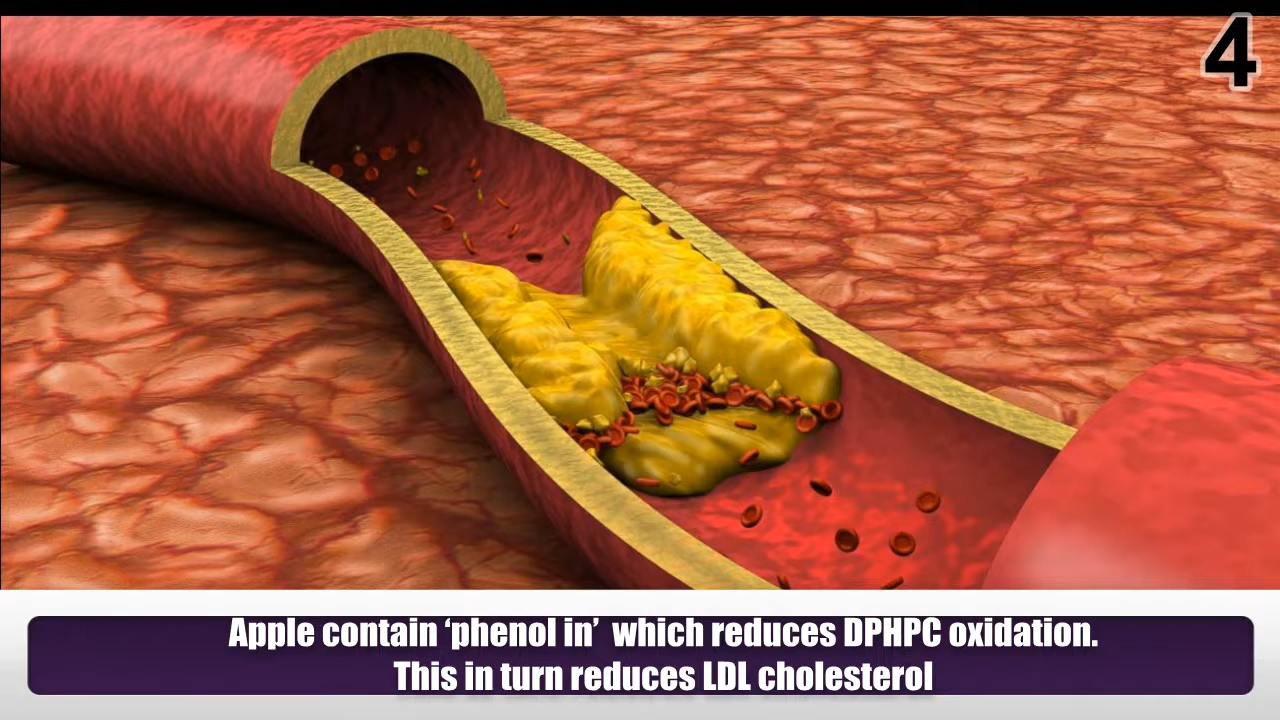 4
Apple contain ‘phenol in’ which reduces DPHPC oxidation.
This in turn reduces LDL cholesterol